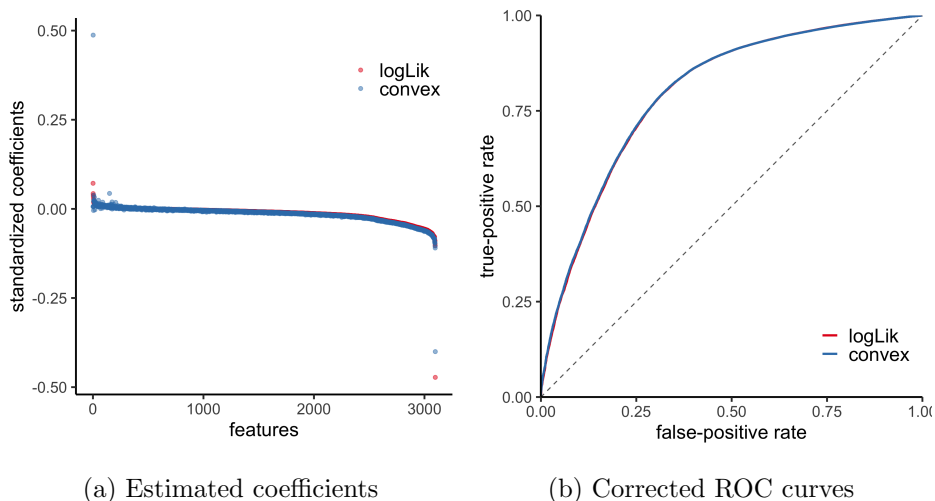 0.50
0.25
0.00
-0.25
-0.50
standardized coefficients
logLik
convex
0
1000
2000
3000
features
(a) Estimated coefficients
1.00
0.75
0.50
0.25
0.00
true-positive rate
logLik
convex
0.00
0.25
0.50
0.75
1.00
false-positive rate
(b) Corrected ROC curves